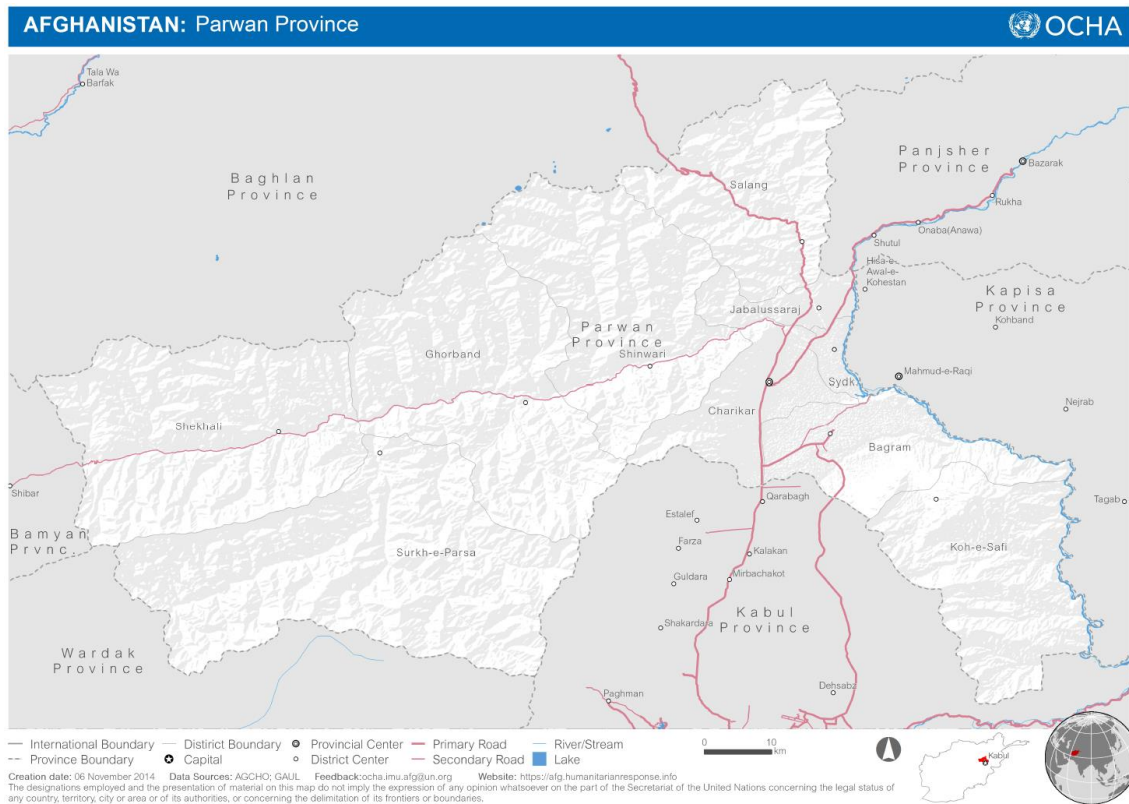 AFGHANISTAN: Parwan Province
OCHA
Tala Wa
Barfak
Baghlan
Province
Panjsher
Province
Bazarak
Salang
Rukha
Onaba(Anawa)
Shutul
Hisa-e-
Awal-e-
Kohestan
Kapisa
Province
Kohband
Jabalussaraj
Parwan
Province
Shinwari
Ghorband
Mahmud-e-Raqi
Sydk
Charikar
Nejrab
Shekhali
Bagram
Shibar
Qarabagh
Tagab
Estalef
Bamyan
Prvnc
Farza
Kalakan
Koh-e-Safi
Surkh-e-Parsa
Guldara
Mirbachakot
Kabul
Province
Shakardara
Wardak
Province
Paghman
Dehsabz
International Boundary District Boundary Provincial Center Primary Road River/Stream
Province Boundary Capital District Center Secondary Road Lake
0 10
km
Kabul
Creation date: 06 November 2014 Data Sources: AGCHO; GAUL Feedback:ocha.imu.afg@un.org Website: https://afg.humanitarianresponse.info
The designations employed and the presentation of material on this map do not imply the expression of any opinion whatsoever on the part of the Secretariat of the United Nations concerning the legal status of
any country, territory, city or area or of its authorities, or concerning the delimitation of its frontiers or boundaries.